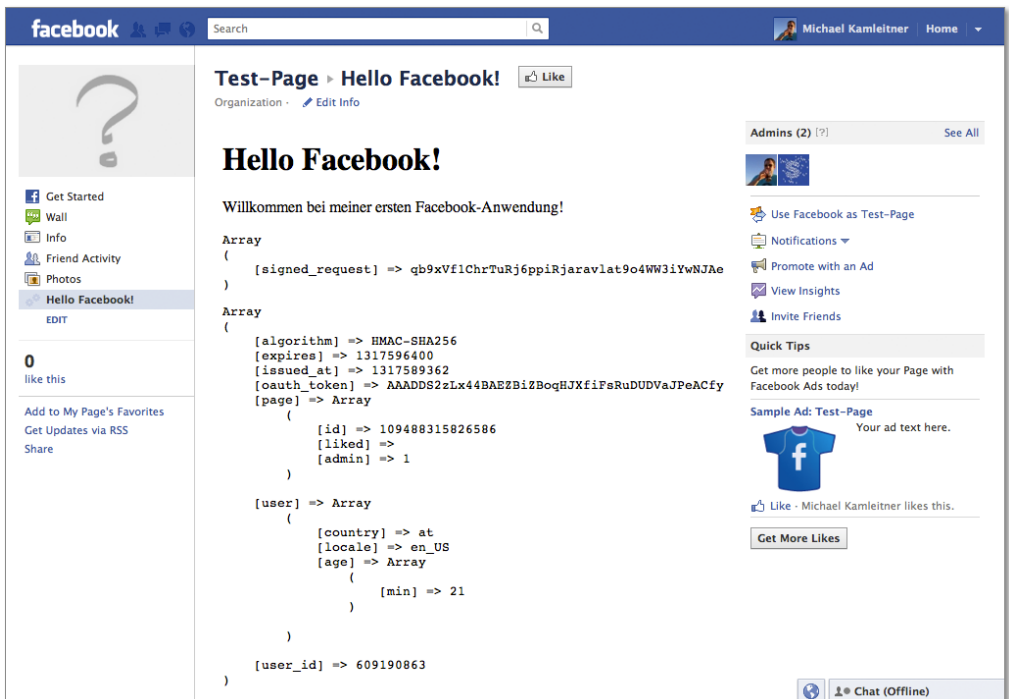 facebook
Search
Michael Kamleitner
Home
Test-Page ▸ Hello Facebook!
Like
Organization ·
Edit Info
Get Started
Wall
Info
Friend Activity
Photos
Hello Facebook!
EDIT
0
like this
Add to My Page's Favorites
Get Updates via RSS
Share
Hello Facebook!
Willkommen bei meiner ersten Facebook-Anwendung!
Array
(
[signed_request] => qb9xVf1ChrTuRj6ppiRjaravlat9o4WW3iYwNJAe
)
Array
(
[algorithm] => HMAC-SHA256
[expires] => 1317596400
[issued_at] => 1317589362
[oauth_token] => AAADDS2zLx44BAEZBiZBoqHJXfiFsRuDUDVaJPeACfy
[page] => Array
(
[id] => 109488315826586
[liked] =>
[admin] => 1
)
[user] => Array
(
[country] => at
[locale] => en_US
[age] => Array
(
[min] => 21
)
)
[user_id] => 609190863
)
Admins (2) [?]
See All
Use Facebook as Test-Page
Notifications
Promote with an Ad
View Insights
Invite Friends
Quick Tips
Get more people to like your Page with
Facebook Ads today!
Sample Ad: Test-Page
Your ad text here.
f
Like · Michael Kamleitner likes this.
Get More Likes
Chat (Offline)